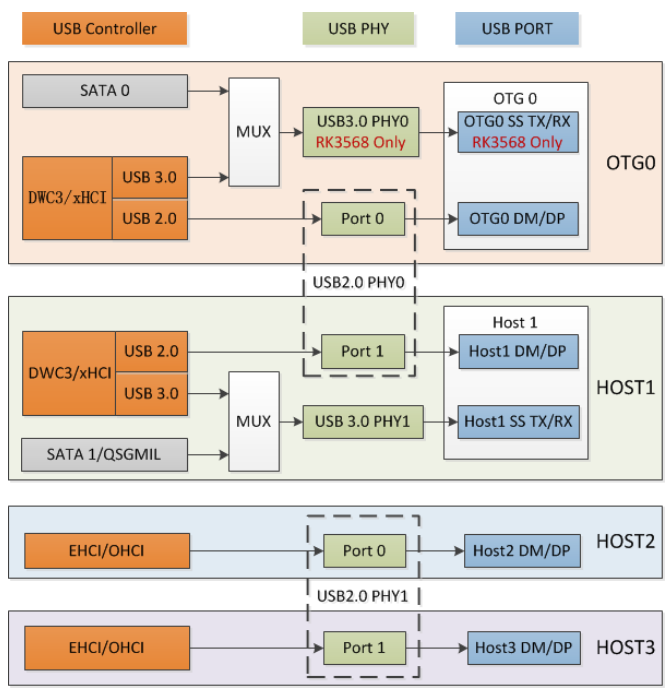 USB Controller
USB PHY
USB PORT
SATA 0
MUX
USB3.0 PHY0
RK3568 Only
OTG 0
OTG0 SS TX/RX
RK3568 Only
OTG0
DWC3/xHCI
USB 3.0
USB 2.0
Port 0
OTG0 DM/DP
USB2.0 PHY0
Host 1
DWC3/xHCI
USB 2.0
USB 3.0
Port 1
Host1 DM/DP
HOST1
MUX
USB 3.0 PHY1
Host1 SS TX/RX
SATA 1/QSGMIL
EHCI/OHCI
Port 0
Host2 DM/DP
HOST2
USB2.0 PHY1
EHCI/OHCI
Port 1
Host3 DM/DP
HOST3